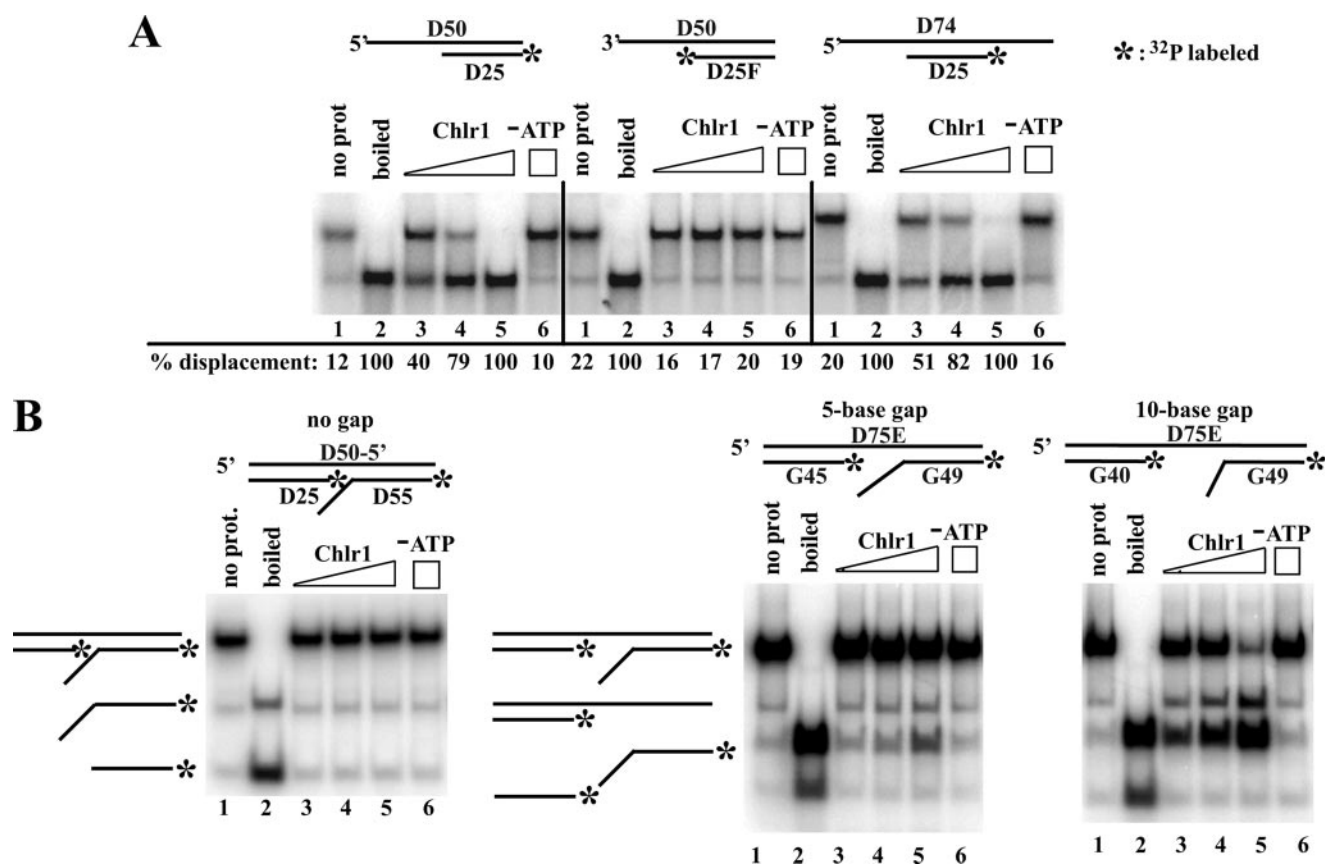 A
D50
5'
*
D25
D50
3'
*
D25F
D74
5'
*
D25
* : 32P labeled
no prot
boiled
Chlr1
-ATP
no prot
boiled
Chlr1
-ATP
no prot
boiled
Chlr1
-ATP
1 2 3 4 5 6 1 2 3 4 5 6 1 2 3 4 5 6
% displacement: 12 100 40 79 100 10 22 100 16 17 20 19 20 100 51 82 100 16
B
no gap
D50-5'
5'
* *
D25 D55
no prot.
boiled
Chlr1
-ATP
* *
*
*
1 2 3 4 5 6
5-base gap
D75E
5'
* *
G45 G49
no prot
boiled
Chlr1
-ATP
* *
*
*
*
1 2 3 4 5 6
10-base gap
D75E
5'
* *
G40 G49
no prot
boiled
Chlr1
-ATP
1 2 3 4 5 6